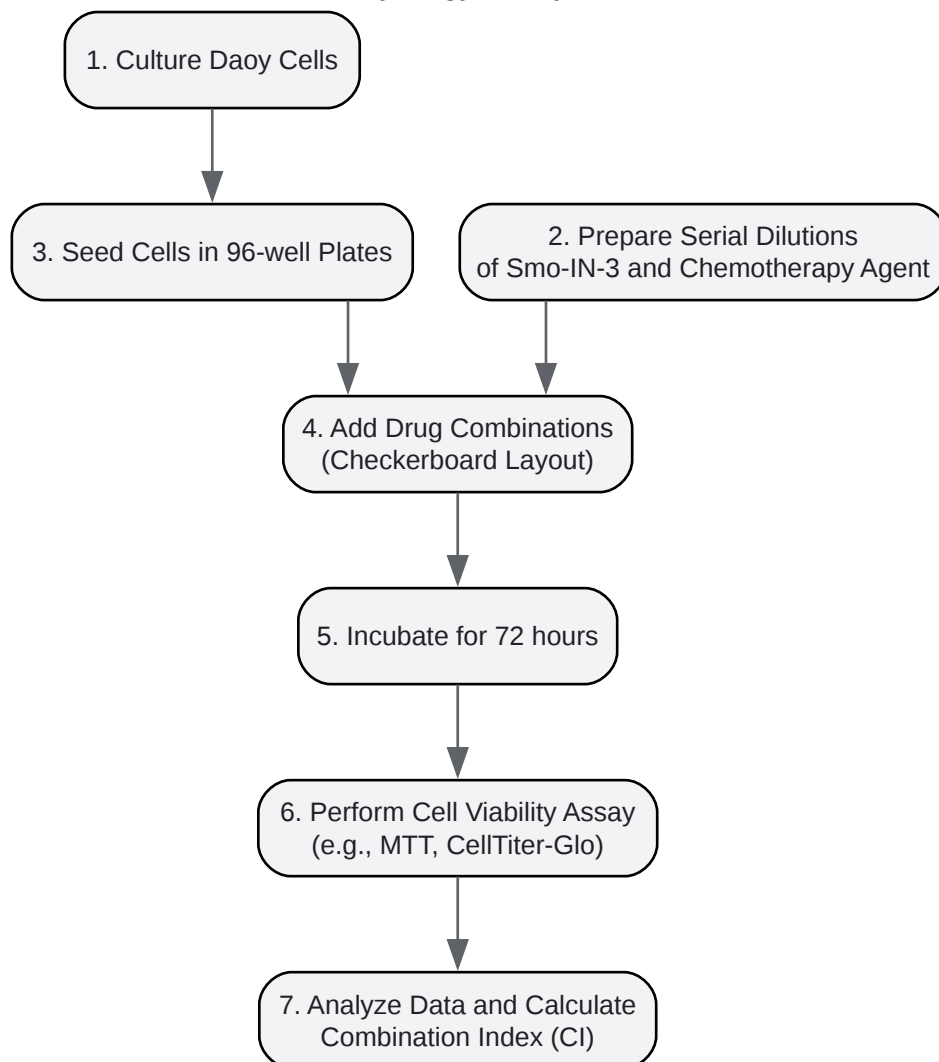 1. Culture Daoy Cells
3. Seed Cells in 96-well Plates
2. Prepare Serial Dilutions
of Smo-IN-3 and Chemotherapy Agent
4. Add Drug Combinations
(Checkerboard Layout)
5. Incubate for 72 hours
6. Perform Cell Viability Assay
(e.g., MTT, CellTiter-Glo)
7. Analyze Data and Calculate
Combination Index (CI)